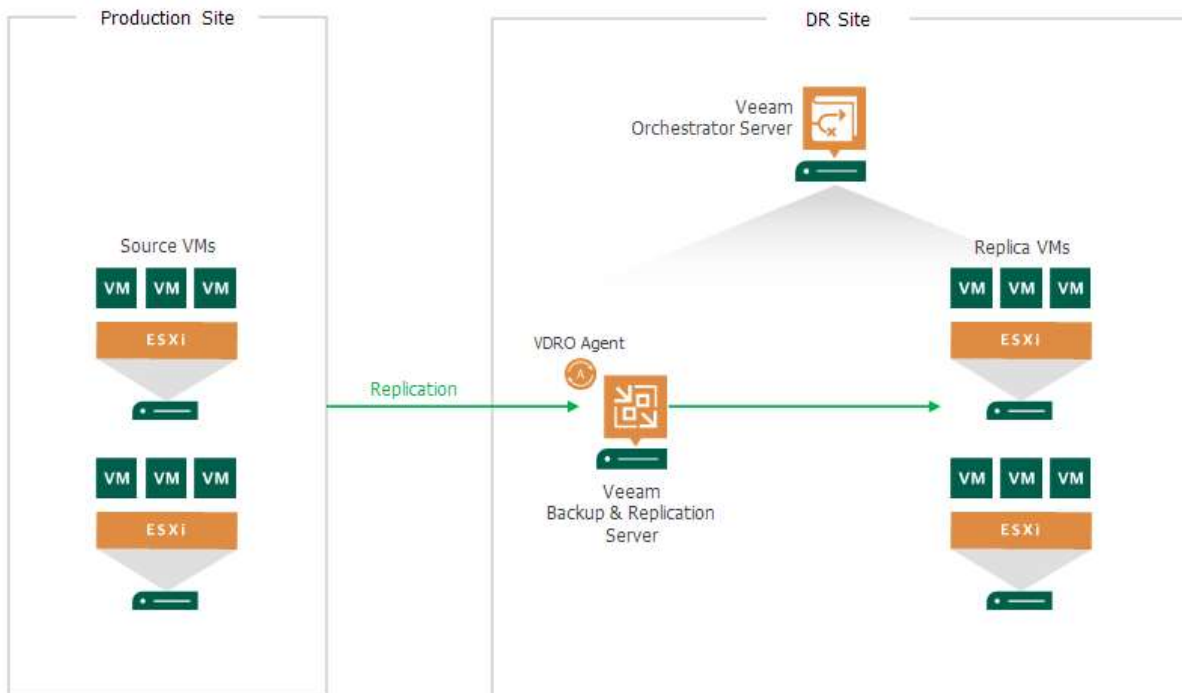 Production Site
DR Site
Veeam
Orchestrator Server
Source VMs
VM VM VM
ESXi
Replica VMs
VM VM VM
ESXi
VDRO Agent
A
Replication
Veeam
Backup & Replication
Server
VM VM VM
ESXi
VM VM VM
ESXi